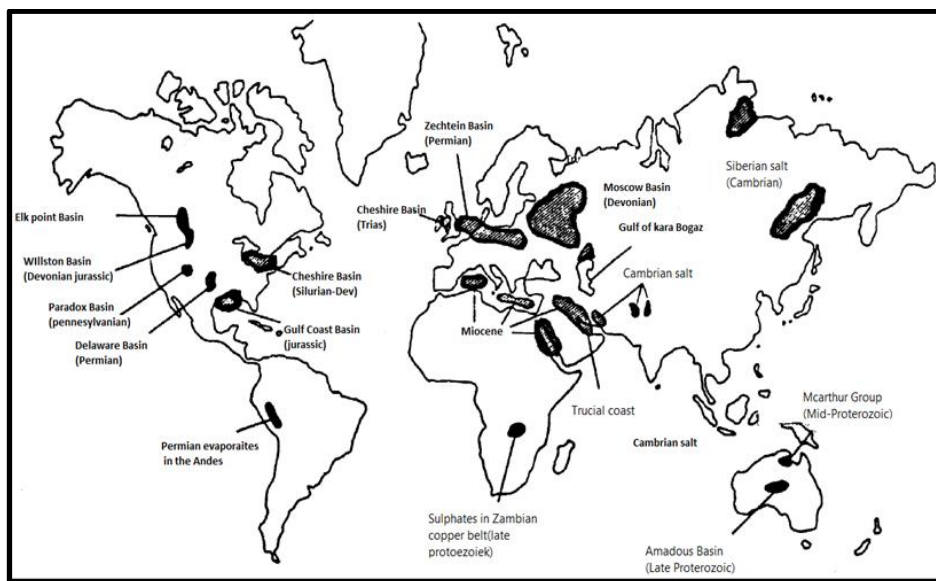 Zechtein Basin
(Permian)
Siberian salt
(Cambrian)
Moscow Basin
(Devonian)
Cheshire Basin
(Trias)
Elk point Basin
Gulf of kara Bogaz
WIllston Basin
(Devonian jurassic)
Cheshire Basin
(Silurian-Dev)
Cambrian salt
Paradox Basin
(pennesylvanian)
Gulf Coast Basin
(jurassic)
Miocene
Delaware Basin
(Permian)
Trucial coast
Mcarthur Group
(Mid-Proterozoic)
Permian evaporaites
in the Andes
Cambrian salt
Sulphates in Zambian
copper belt(late
protoezoiek)
Amadous Basin
(Late Proterozoic)